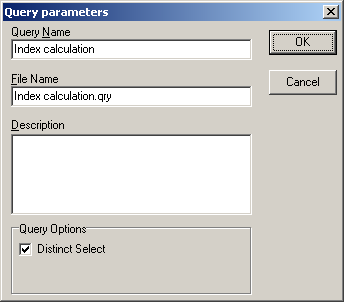 Query parameters
Query Name
Index calculation
OK
File Name
Cancel
Index calculation.qry
Description
Query Options
Distinct Select